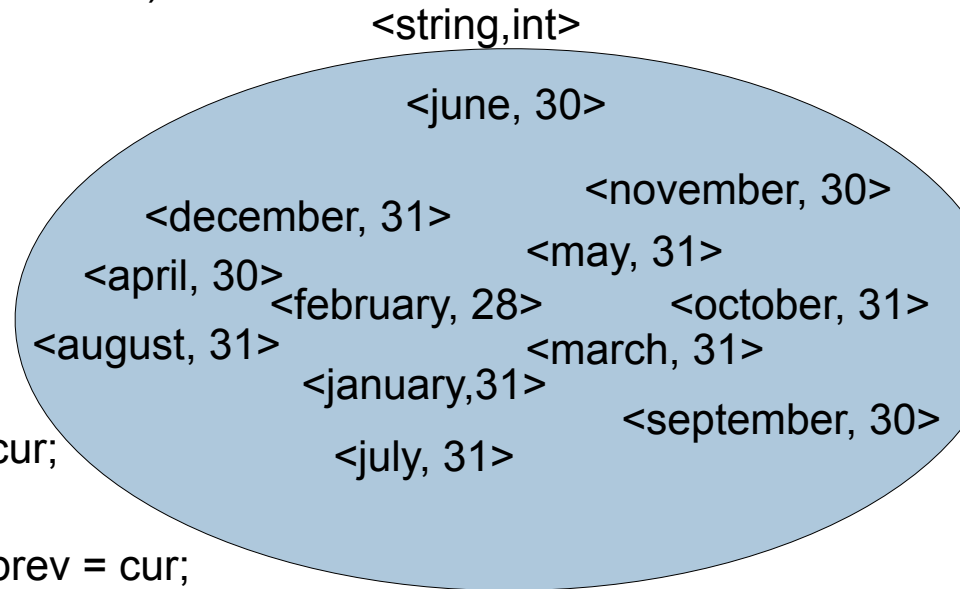 <string,int>
<june, 30>
<november, 30>
<december, 31>
<may, 31>
<april, 30>
<february, 28>
<october, 31>
<august, 31>
<march, 31>
<january,31>
<september, 30>
cur;
<july, 31>
prev = cur;